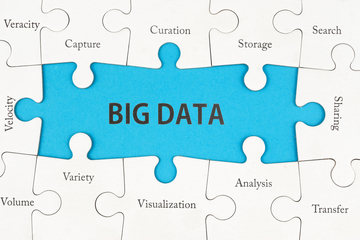 Veracity
Capture
Curation
Storage
Search
Velocity
BIG DATA
Sharing
Variety
Volume
Visualization
Analysis
Transfer